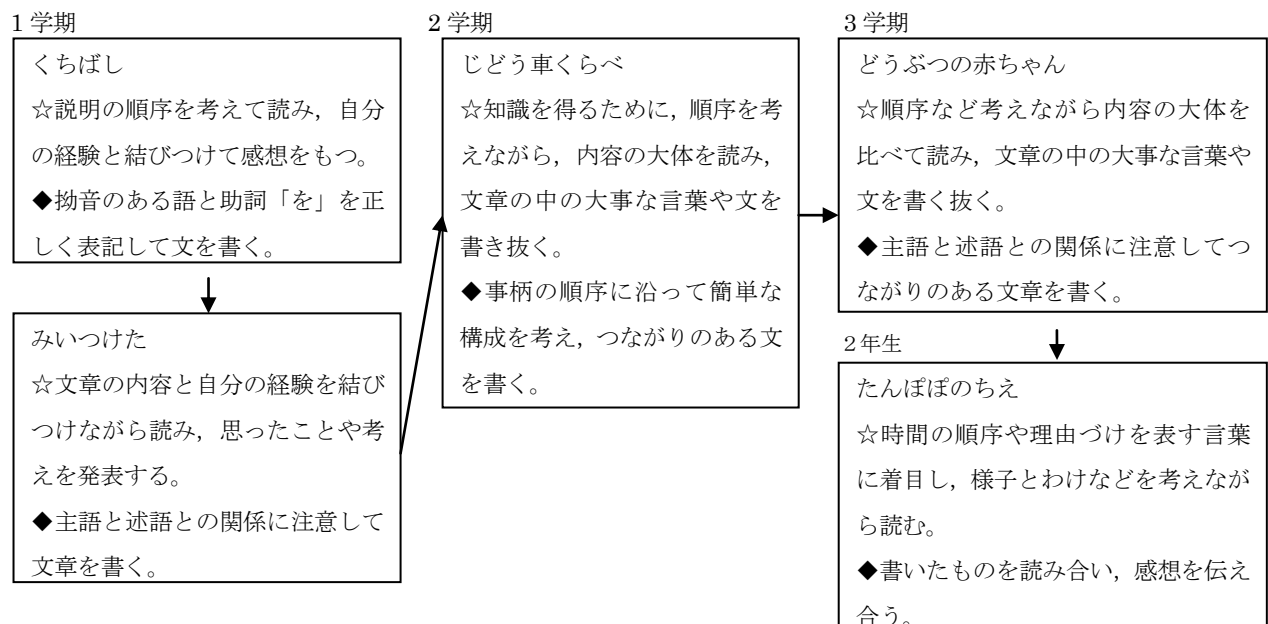 1 学期
くちばし
☆説明の順序を考えて読み，自分
の経験と結びつけて感想をもつ。
◆拗音のある語と助詞「を」を正
しく表記して文を書く。
みいつけた
☆文章の内容と自分の経験を結び
つけながら読み，思ったことや考
えを発表する。
◆主語と述語との関係に注意して
文章を書く。
2 学期
じどう車くらべ
☆知識を得るために，順序を考
えながら，内容の大体を読み，
文章の中の大事な言葉や文を
書き抜く。
◆事柄の順序に沿って簡単な
構成を考え，つながりのある文
を書く。
3 学期
どうぶつの赤ちゃん
☆順序など考えながら内容の大体を
比べて読み，文章の中の大事な言葉や
文を書く抜く。
◆主語と述語との関係に注意してつ
ながりのある文章を書く。
2年生
たんぽぽのちえ
☆時間の順序や理由づけを表す言葉
に着目し，様子とわけなどを考えなが
ら読む。
◆書いたものを読み合い，感想を伝え
合う。